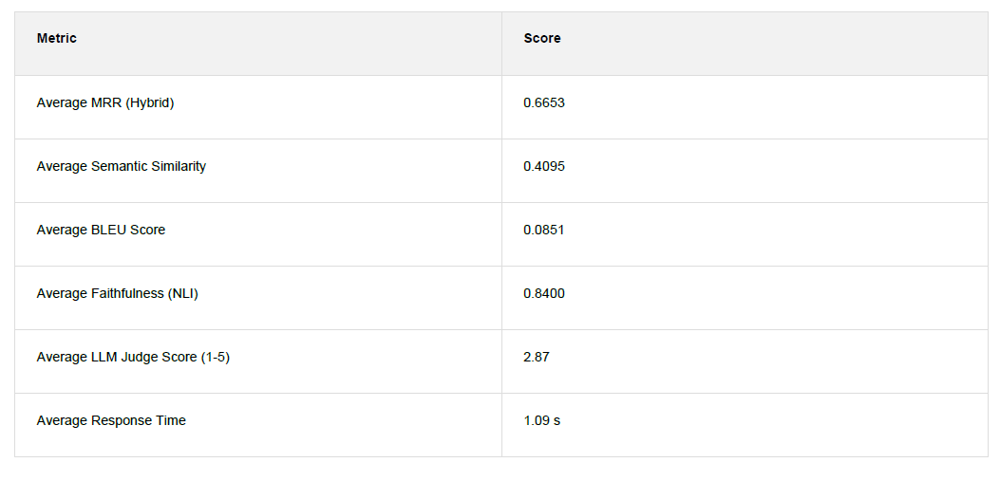 Metric Score
Average MRR (Hybrid) 0.6653
Average Semantic Similarity 0.4095
Average BLEU Score 0.0851
Average Faithfulness (NLI) 0.8400
Average LLM Judge Score (1-5) 2.87
Average Response Time 1.09 s